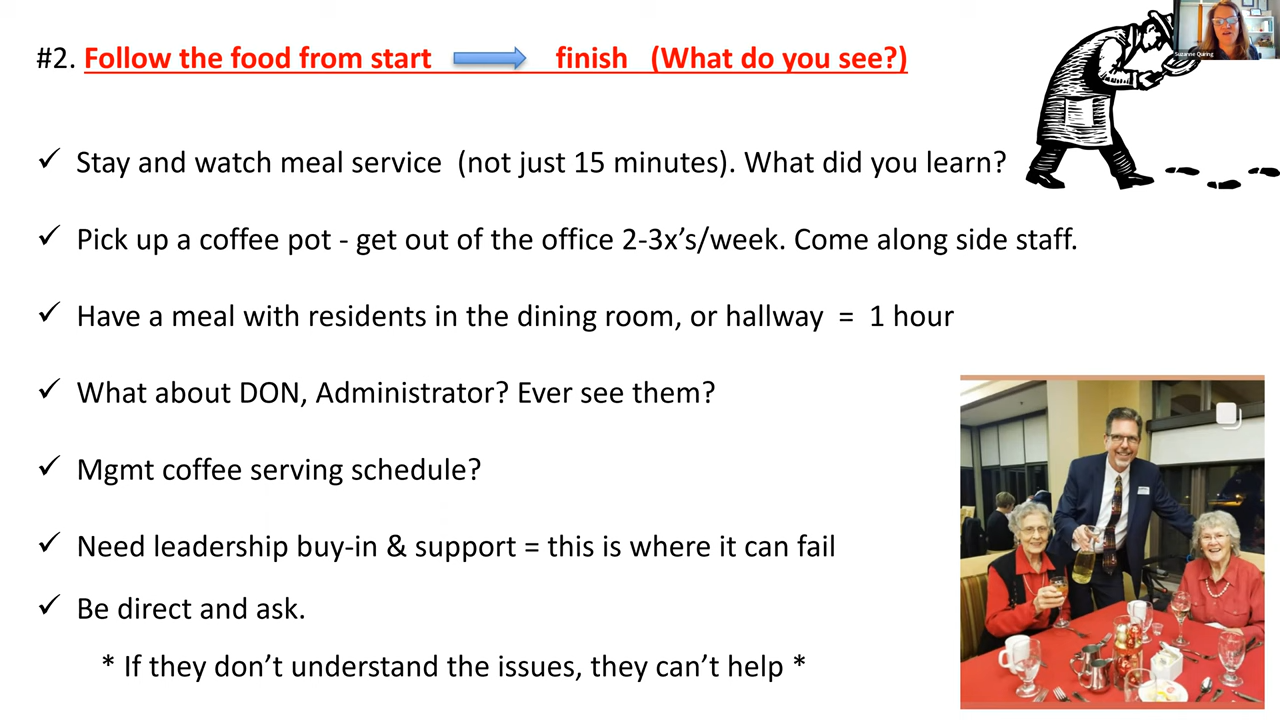 #2. Follow the food from start finish (What do you see?)
Suzanne Quiring
✓ Stay and watch meal service (not just 15 minutes). What did you learn?
✓ Pick up a coffee pot - get out of the office 2-3x’s/week. Come along side staff.
✓ Have a meal with residents in the dining room, or hallway = 1 hour
✓ What about DON, Administrator? Ever see them?
✓ Mgmt coffee serving schedule?
✓ Need leadership buy-in & support = this is where it can fail
✓ Be direct and ask.
* If they don’t understand the issues, they can’t help *